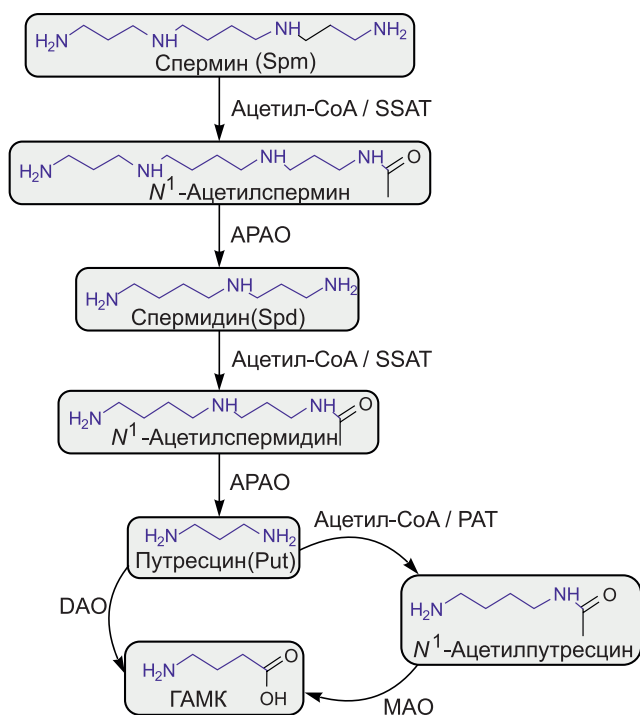 H₂N NH NH NH₂
Спермин (Spm)
Ацетил-CoA / SSAT
H₂N NH NH NH O
N¹-Ацетилспермин
APAO
H₂N NH NH₂
Спермидин(Spd)
Ацетил-CoA / SSAT
H₂N NH NH O
N¹-Ацетилспермидин
APAO
Ацетил-CoA / PAT
H₂N NH₂
Путресцин(Put)
DAO
H₂N NH O
N¹-Ацетилпутресцин
H₂N O
OH
ГАМК
MAO